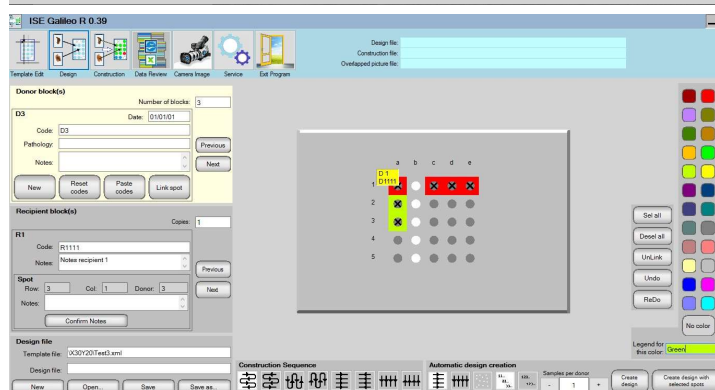 ISE Galileo R 0.39
Template Edit
Design
Construction
Data Review
Camera Image
Service
Exit Program
Design file:
Construction file:
Overlapped picture file:
Donor block(s)
Number of blocks: 3
D3
Date: 01/01/01
Code: D3
Pathology:
Previous
Notes:
Next
New
Reset codes
Paste codes
Link spot
Recipient block(s)
Copies: 1
R1
Code: R1111
Notes: Notes recipient 1
Previous
Spot
Row: 3 Col: 1 Donor: 3
Next
Notes:
Confirm Notes
Design file
Template file: \X30Y20\Test3.xml
Design file:
New
Open...
Save
Save as...
a b c d e
D 1
D1111
1
2
3
4
5
Sel all
Desel all
UnLink
Undo
ReDo
No color
Legend for this color: Green
Construction Sequence
Automatic design creation
Samples per donor
- 1 +
Create design
Create design with selected spots